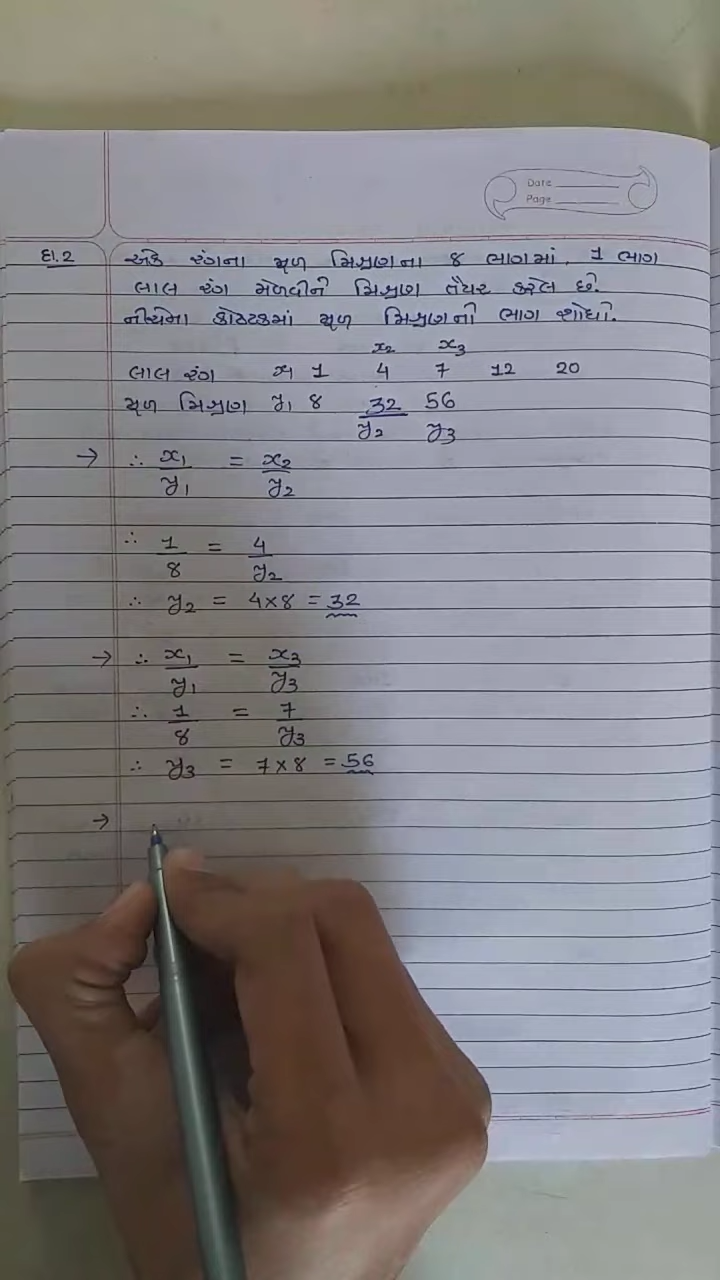 Date
Page
દા.2 એક રંગના મૂળ મિશ્રણના 8 ભાગમાં, 1 ભાગ
લાલ રંગ મેળવીને મિશ્રણ તૈયાર કરેલ છે.
નીચેના કોષ્ટકમાં મૂળ મિશ્રણની ભાગ શોધો.
x₂ x₃
લાલ રંગ x₁ 1 4 7 12 20
મૂળ મિશ્રણ y₁ 8 32 56
y₂ y₃
→ ∴ x₁/y₁ = x₂/y₂
∴ 1/8 = 4/y₂
∴ y₂ = 4×8 = 32
→ ∴ x₁/y₁ = x₃/y₃
∴ 1/8 = 7/y₃
∴ y₃ = 7×8 = 56
→